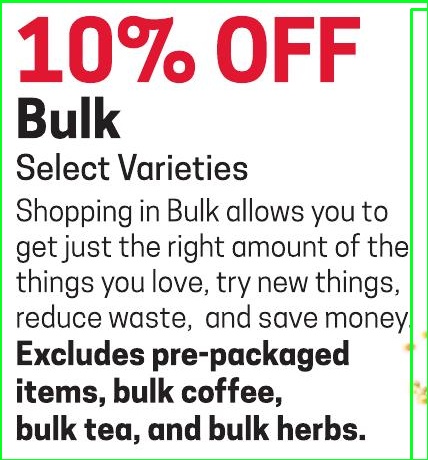 10% OFF
Bulk
Select Varieties
Shopping in Bulk allows you to
get just the right amount of the
things you love, try new things,
reduce waste, and save money.
Excludes pre-packaged
items, bulk coffee,
bulk tea, and bulk herbs.